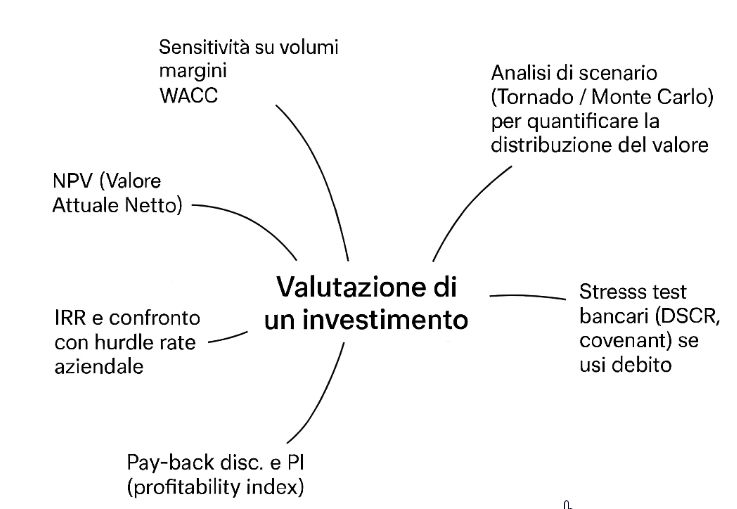 Sensitività su volumi
margini
WACC
Analisi di scenario
(Tornado / Monte Carlo)
per quantificare la
distribuzione del valore
NPV (Valore
Attuale Netto)
Valutazione di
un investimento
Stresss test
bancari (DSCR,
covenant) se
usi debito
IRR e confronto
con hurdle rate
aziendale
Pay-back disc. e PI
(profitability index)